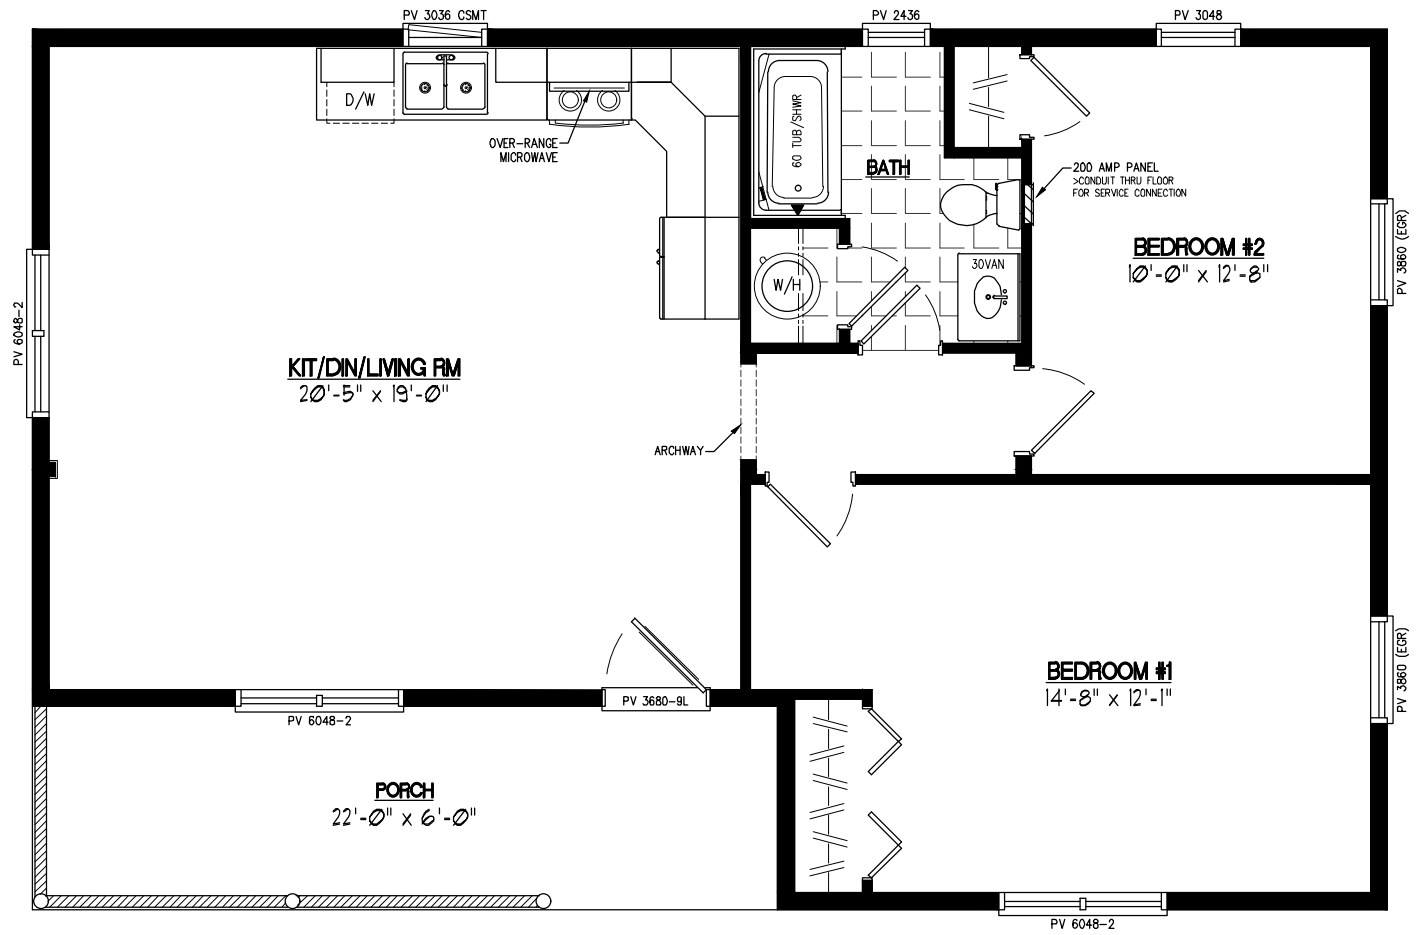 PV 3036 CSMT
PV 2436
PV 3048
D/W
OVER-RANGE
MICROWAVE
60 TUB/SHWR
BATH
200 AMP PANEL
>CONDUIT THRU FLOOR
FOR SERVICE CONNECTION
BEDROOM #2
10'-0" x 12'-8"
PV 3860 (EGR)
30VAN
W/H
PV 6048-2
KIT/DIN/LIVING RM
20'-5" x 19'-0"
ARCHWAY
BEDROOM #1
14'-8" x 12'-1"
PV 3860 (EGR)
PV 3680-9L
PV 6048-2
PORCH
22'-0" x 6'-0"
PV 6048-2